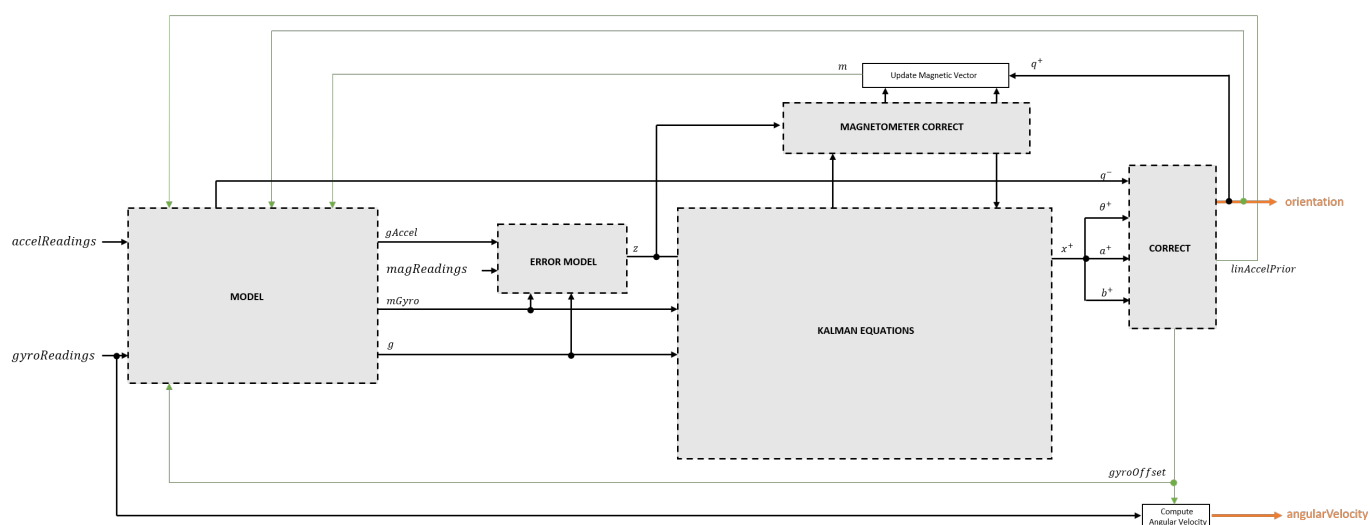 m
Update Magnetic Vector
q⁺
MAGNETOMETER CORRECT
q⁻
θ⁺
orientation
accelReadings
gAccel
z
x⁺
a⁺
CORRECT
ERROR MODEL
magReadings
linAccelPrior
MODEL
b⁺
mGyro
KALMAN EQUATIONS
g
gyroReadings
gyroOffset
Compute
Angular Velocity
angularVelocity